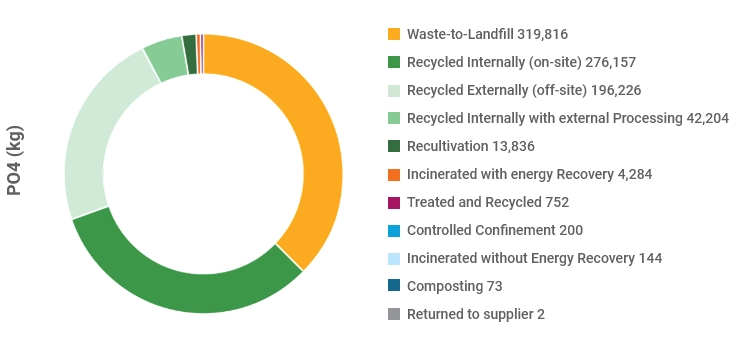 PO4 (kg)
Waste-to-Landfill 319,816
Recycled Internally (on-site) 276,157
Recycled Externally (off-site) 196,226
Recycled Internally with external Processing 42,204
Recultivation 13,836
Incinerated with energy Recovery 4,284
Treated and Recycled 752
Controlled Confinement 200
Incinerated without Energy Recovery 144
Composting 73
Returned to supplier 2